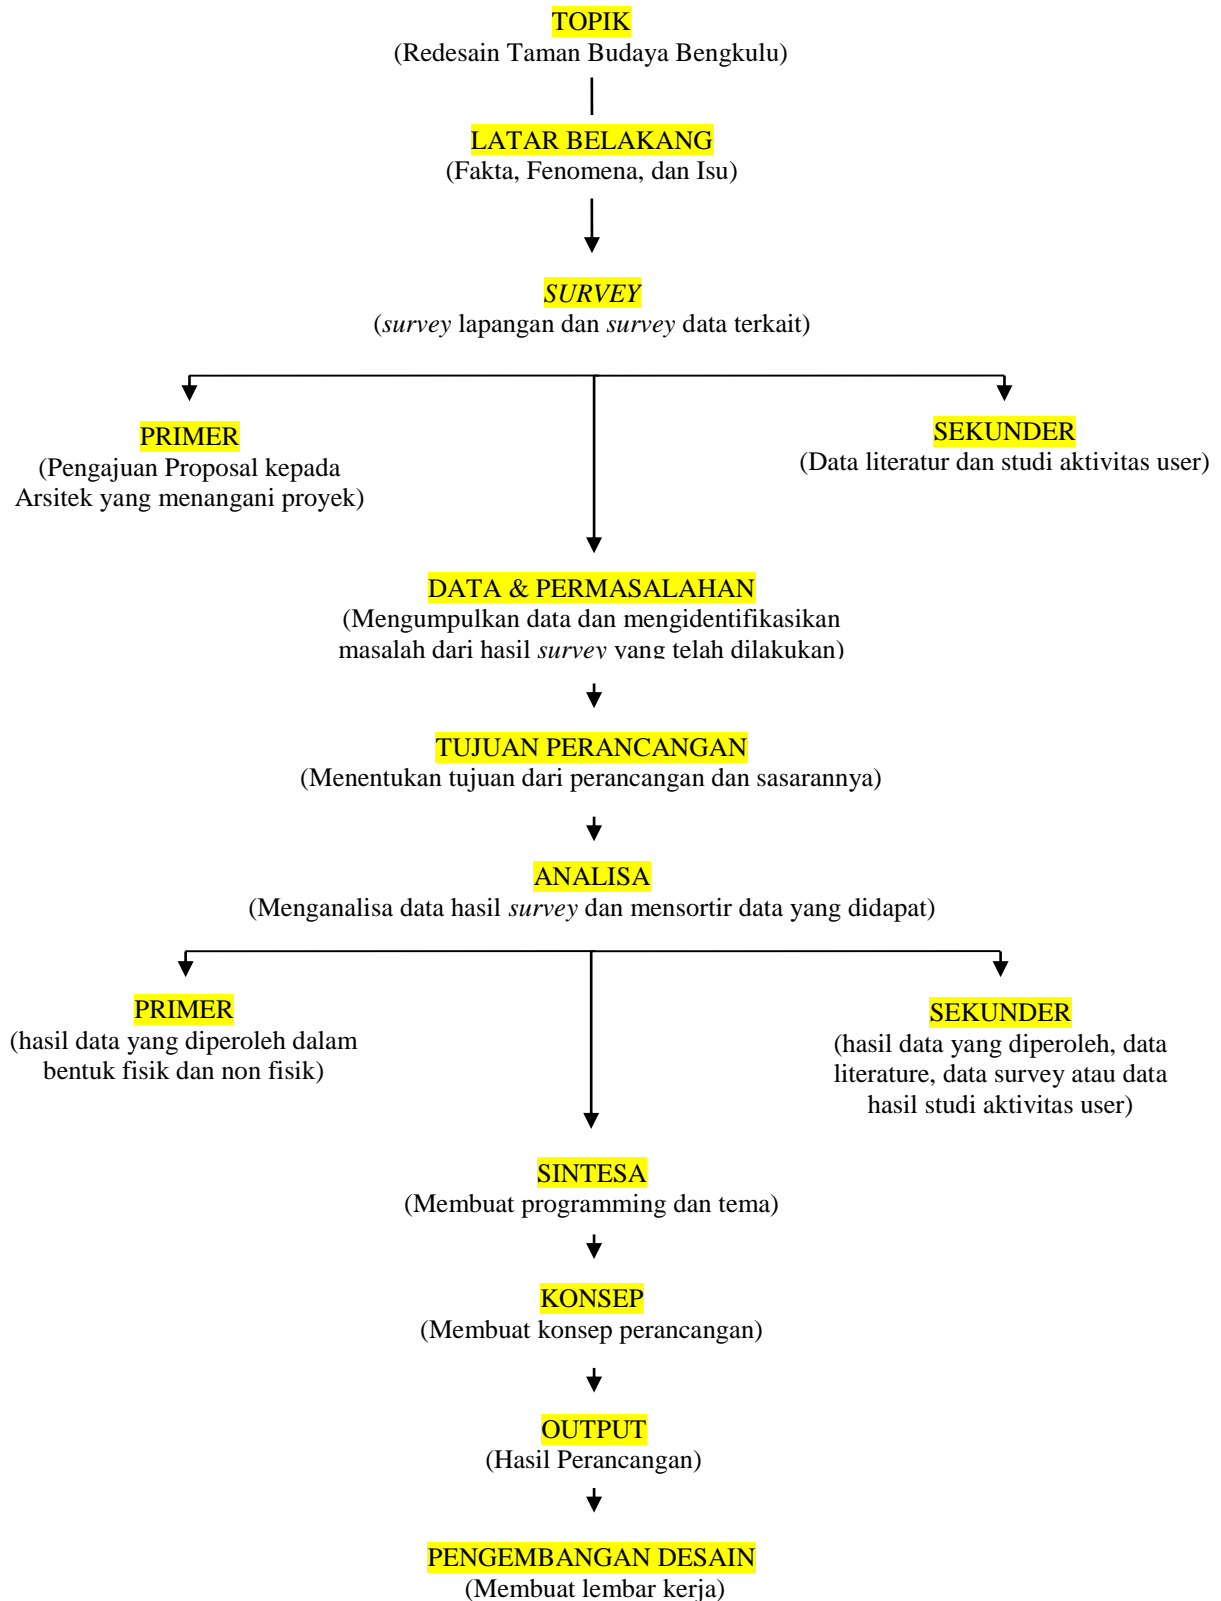 TOPIK
(Redesain Taman Budaya Bengkulu)
LATAR BELAKANG
(Fakta, Fenomena, dan Isu)
SURVEY
(survey lapangan dan survey data terkait)
PRIMER
(Pengajuan Proposal kepada
Arsitek yang menangani proyek)
SEKUNDER
(Data literatur dan studi aktivitas user)
DATA & PERMASALAHAN
(Mengumpulkan data dan mengidentifikasikan
masalah dari hasil survey yang telah dilakukan)
TUJUAN PERANCANGAN
(Menentukan tujuan dari perancangan dan sasarannya)
ANALISA
(Menganalisa data hasil survey dan mensortir data yang didapat)
PRIMER
(hasil data yang diperoleh dalam
bentuk fisik dan non fisik)
SEKUNDER
(hasil data yang diperoleh, data
literature, data survey atau data
hasil studi aktivitas user)
SINTESA
(Membuat programming dan tema)
KONSEP
(Membuat konsep perancangan)
OUTPUT
(Hasil Perancangan)
PENGEMBANGAN DESAIN
(Membuat lembar kerja)